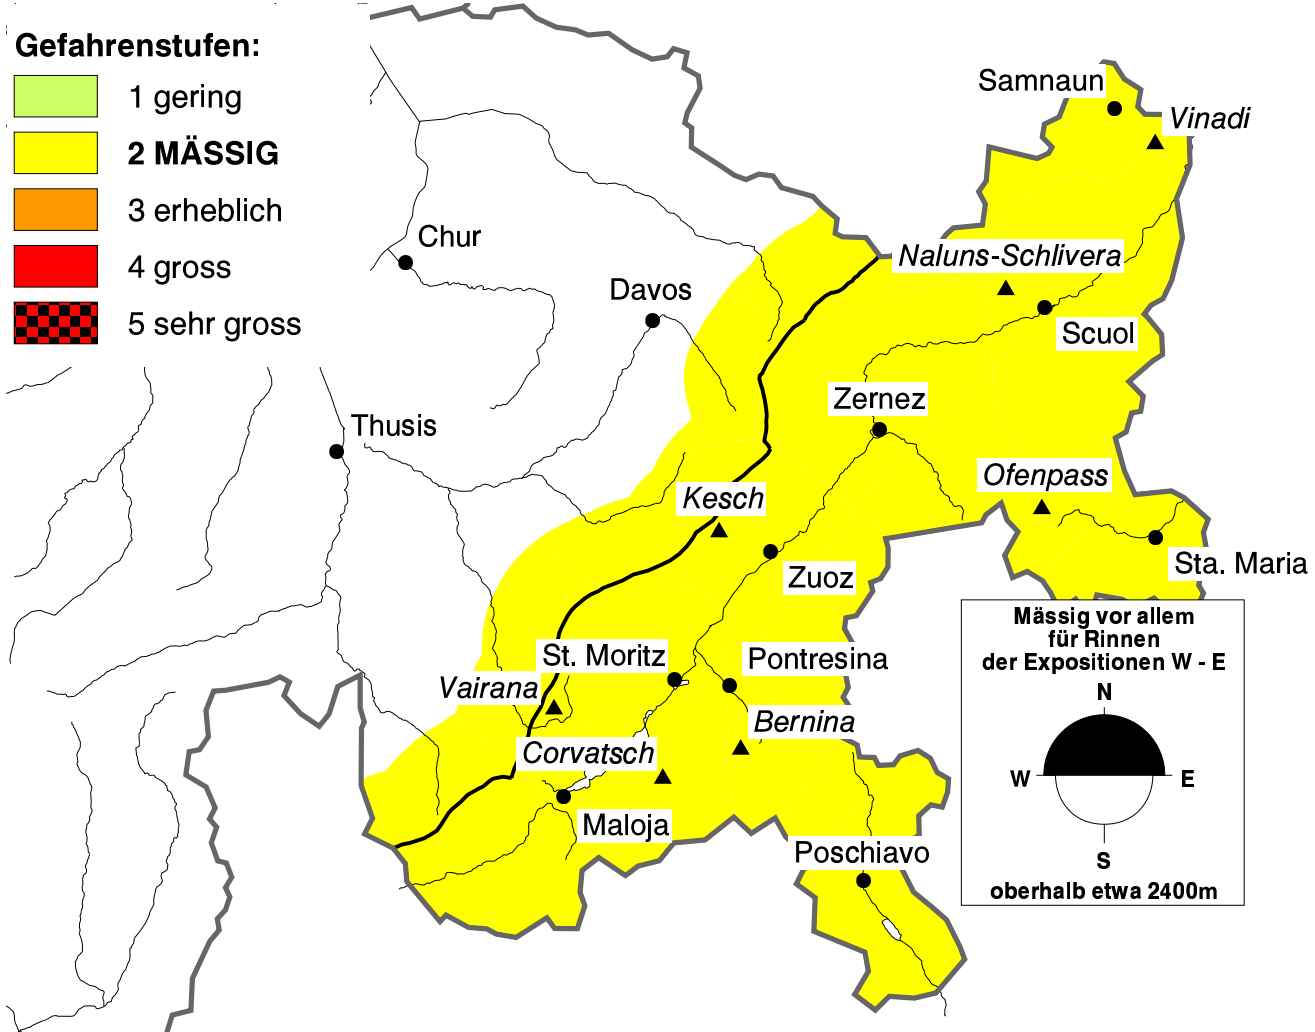 Gefahrenstufen:
1 gering
2 MÄSSIG
3 erheblich
4 gross
5 sehr gross
Samnaun
Vinadi
Chur
Naluns-Schlivera
Davos
Scuol
Zernez
Thusis
Ofenpass
Kesch
Sta. Maria
Zuoz
St. Moritz
Pontresina
Vairana
Bernina
Corvatsch
Maloja
Poschiavo
Mässig vor allem
für Rinnen
der Expositionen W - E
N
W E
S
oberhalb etwa 2400m